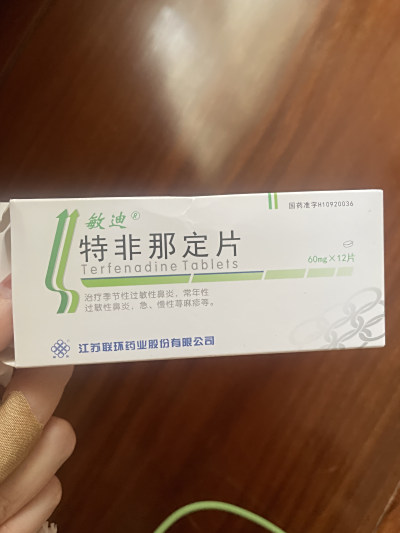 国药准字H10920036
敏迪®
特非那定片
Terfenadine Tablets
60mg×12片
治疗季节性过敏性鼻炎，常年性
过敏性鼻炎，急、慢性荨麻疹等。
江苏联环药业股份有限公司